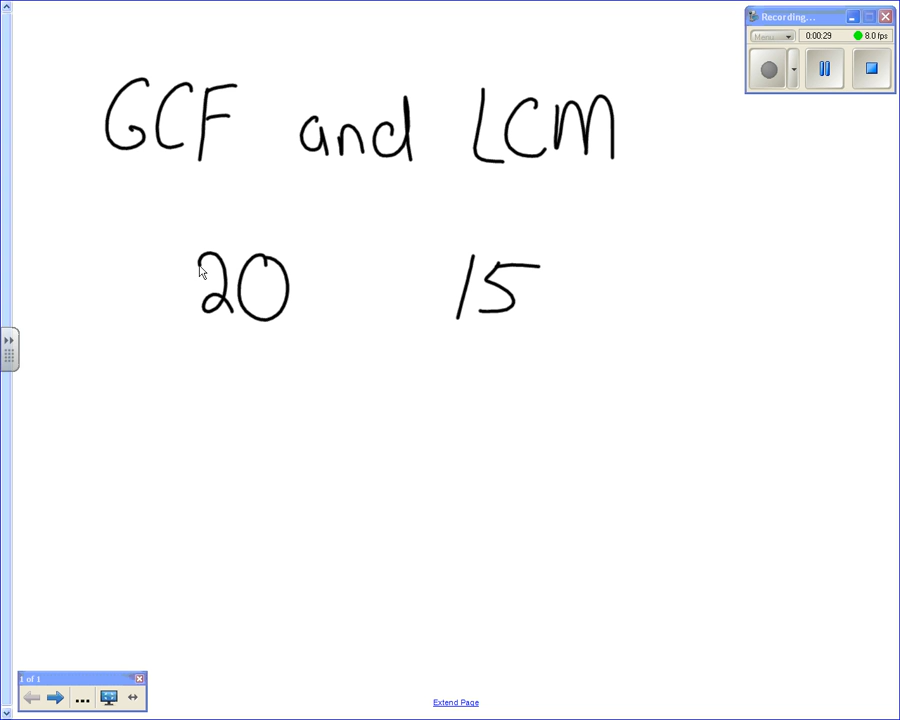 Recording...
Menu 0:00:29 8.0 fps
GCF and LCM
20 15
1 of 1
...
Extend Page